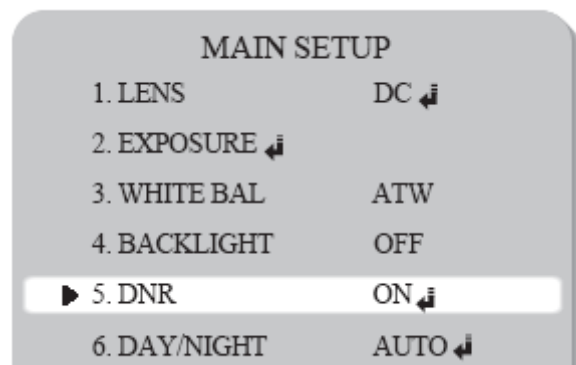 MAIN SETUP
1. LENS DC ↲
2. EXPOSURE ↲
3. WHITE BAL ATW
4. BACKLIGHT OFF
5. DNR ON ↲
6. DAY/NIGHT AUTO ↲